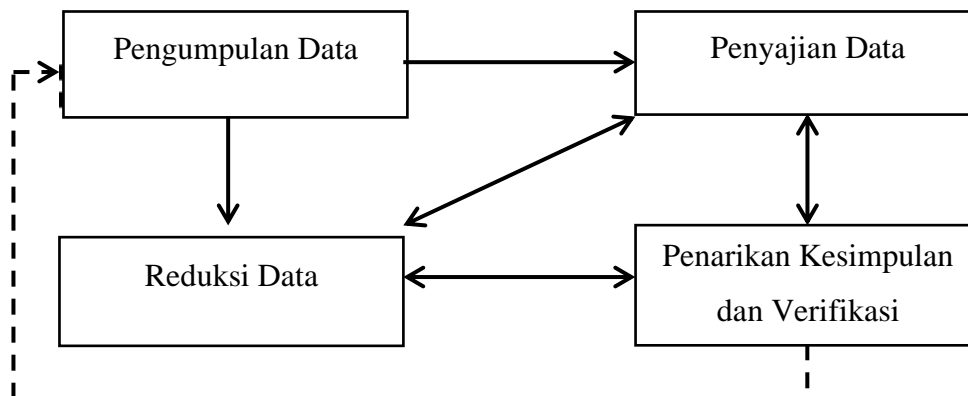 Pengumpulan Data
Penyajian Data
Reduksi Data
Penarikan Kesimpulan
dan Verifikasi